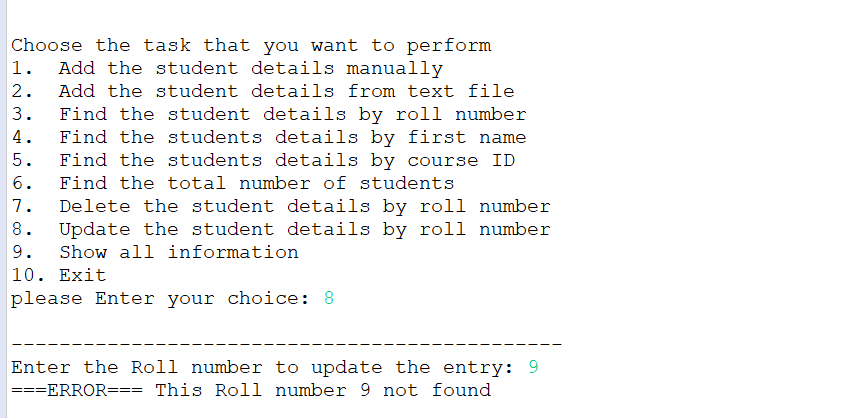 Choose the task that you want to perform
1.  Add the student details manually
2.  Add the student details from text file
3.  Find the student details by roll number
4.  Find the students details by first name
5.  Find the students details by course ID
6.  Find the total number of students
7.  Delete the student details by roll number
8.  Update the student details by roll number
9.  Show all information
10. Exit
please Enter your choice: 8
----------------------------------------------
Enter the Roll number to update the entry: 9
===ERROR=== This Roll number 9 not found